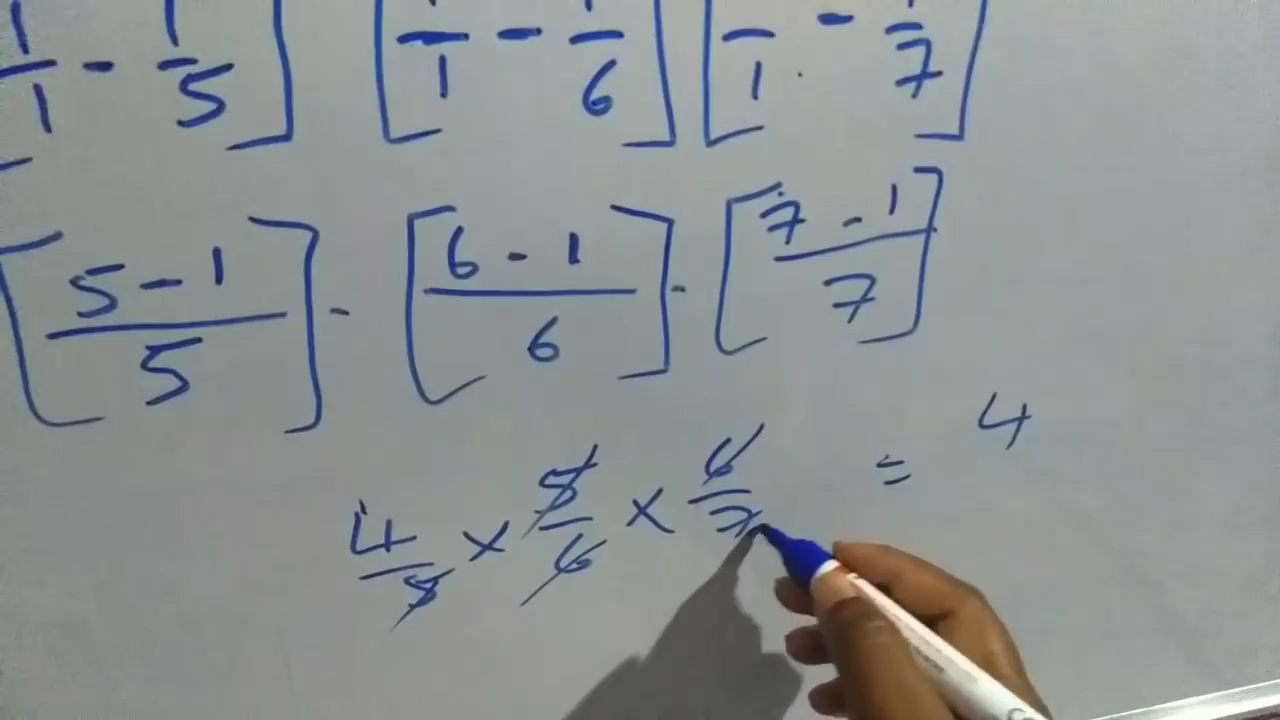 [1/1 - 1/5] [1/1 - 1/6] [1/1 - 1/7]
[5 - 1/5] . [6 - 1/6] . [7 - 1/7]
4/5 × 5/6 × 6/7 = 4